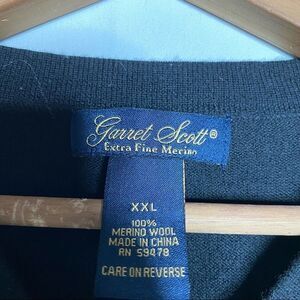 Garret Scott®
Extra Fine Merino
XXL
100%
MERINO WOOL
MADE IN CHINA
RN 59478
CARE ON REVERSE